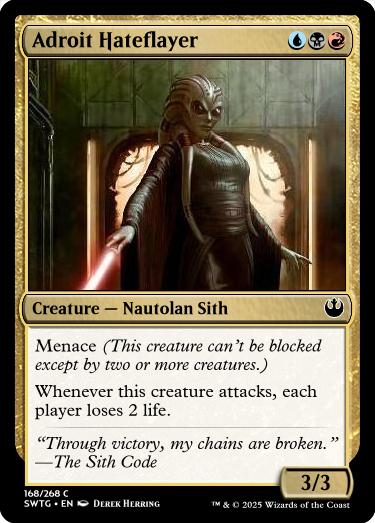 Adroit Hateflayer
Creature — Nautolan Sith
Menace (This creature can't be blocked
except by two or more creatures.)
Whenever this creature attacks, each
player loses 2 life.
“Through victory, my chains are broken.”
—The Sith Code
3/3
168/268 C
SWTG • EN Derek Herring
™ & © 2025 Wizards of the Coast